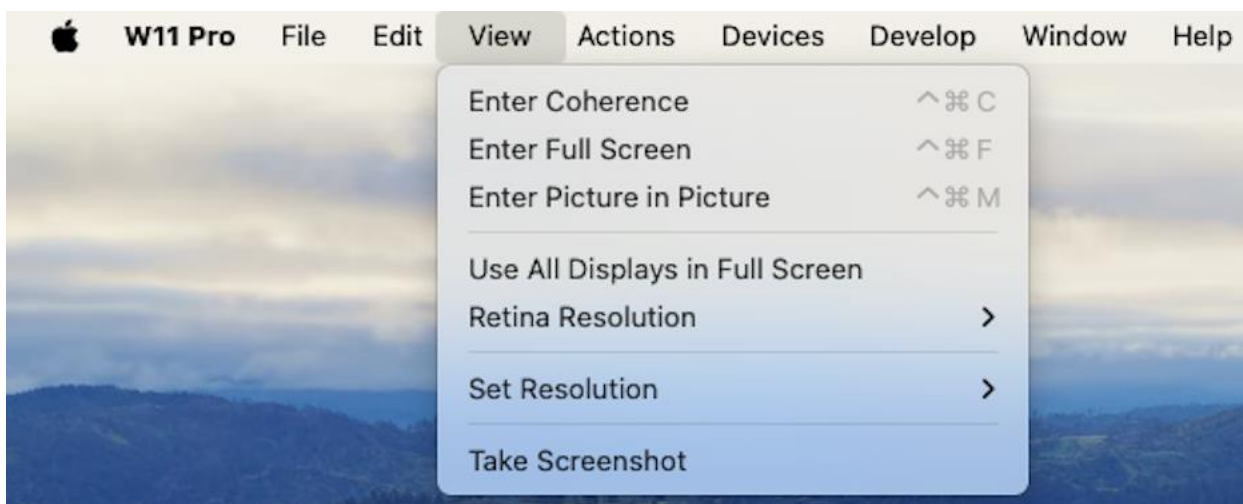 W11 Pro File Edit View Actions Devices Develop Window Help
Enter Coherence ^⌘ C
Enter Full Screen ^⌘ F
Enter Picture in Picture ^⌘ M
Use All Displays in Full Screen
Retina Resolution >
Set Resolution >
Take Screenshot